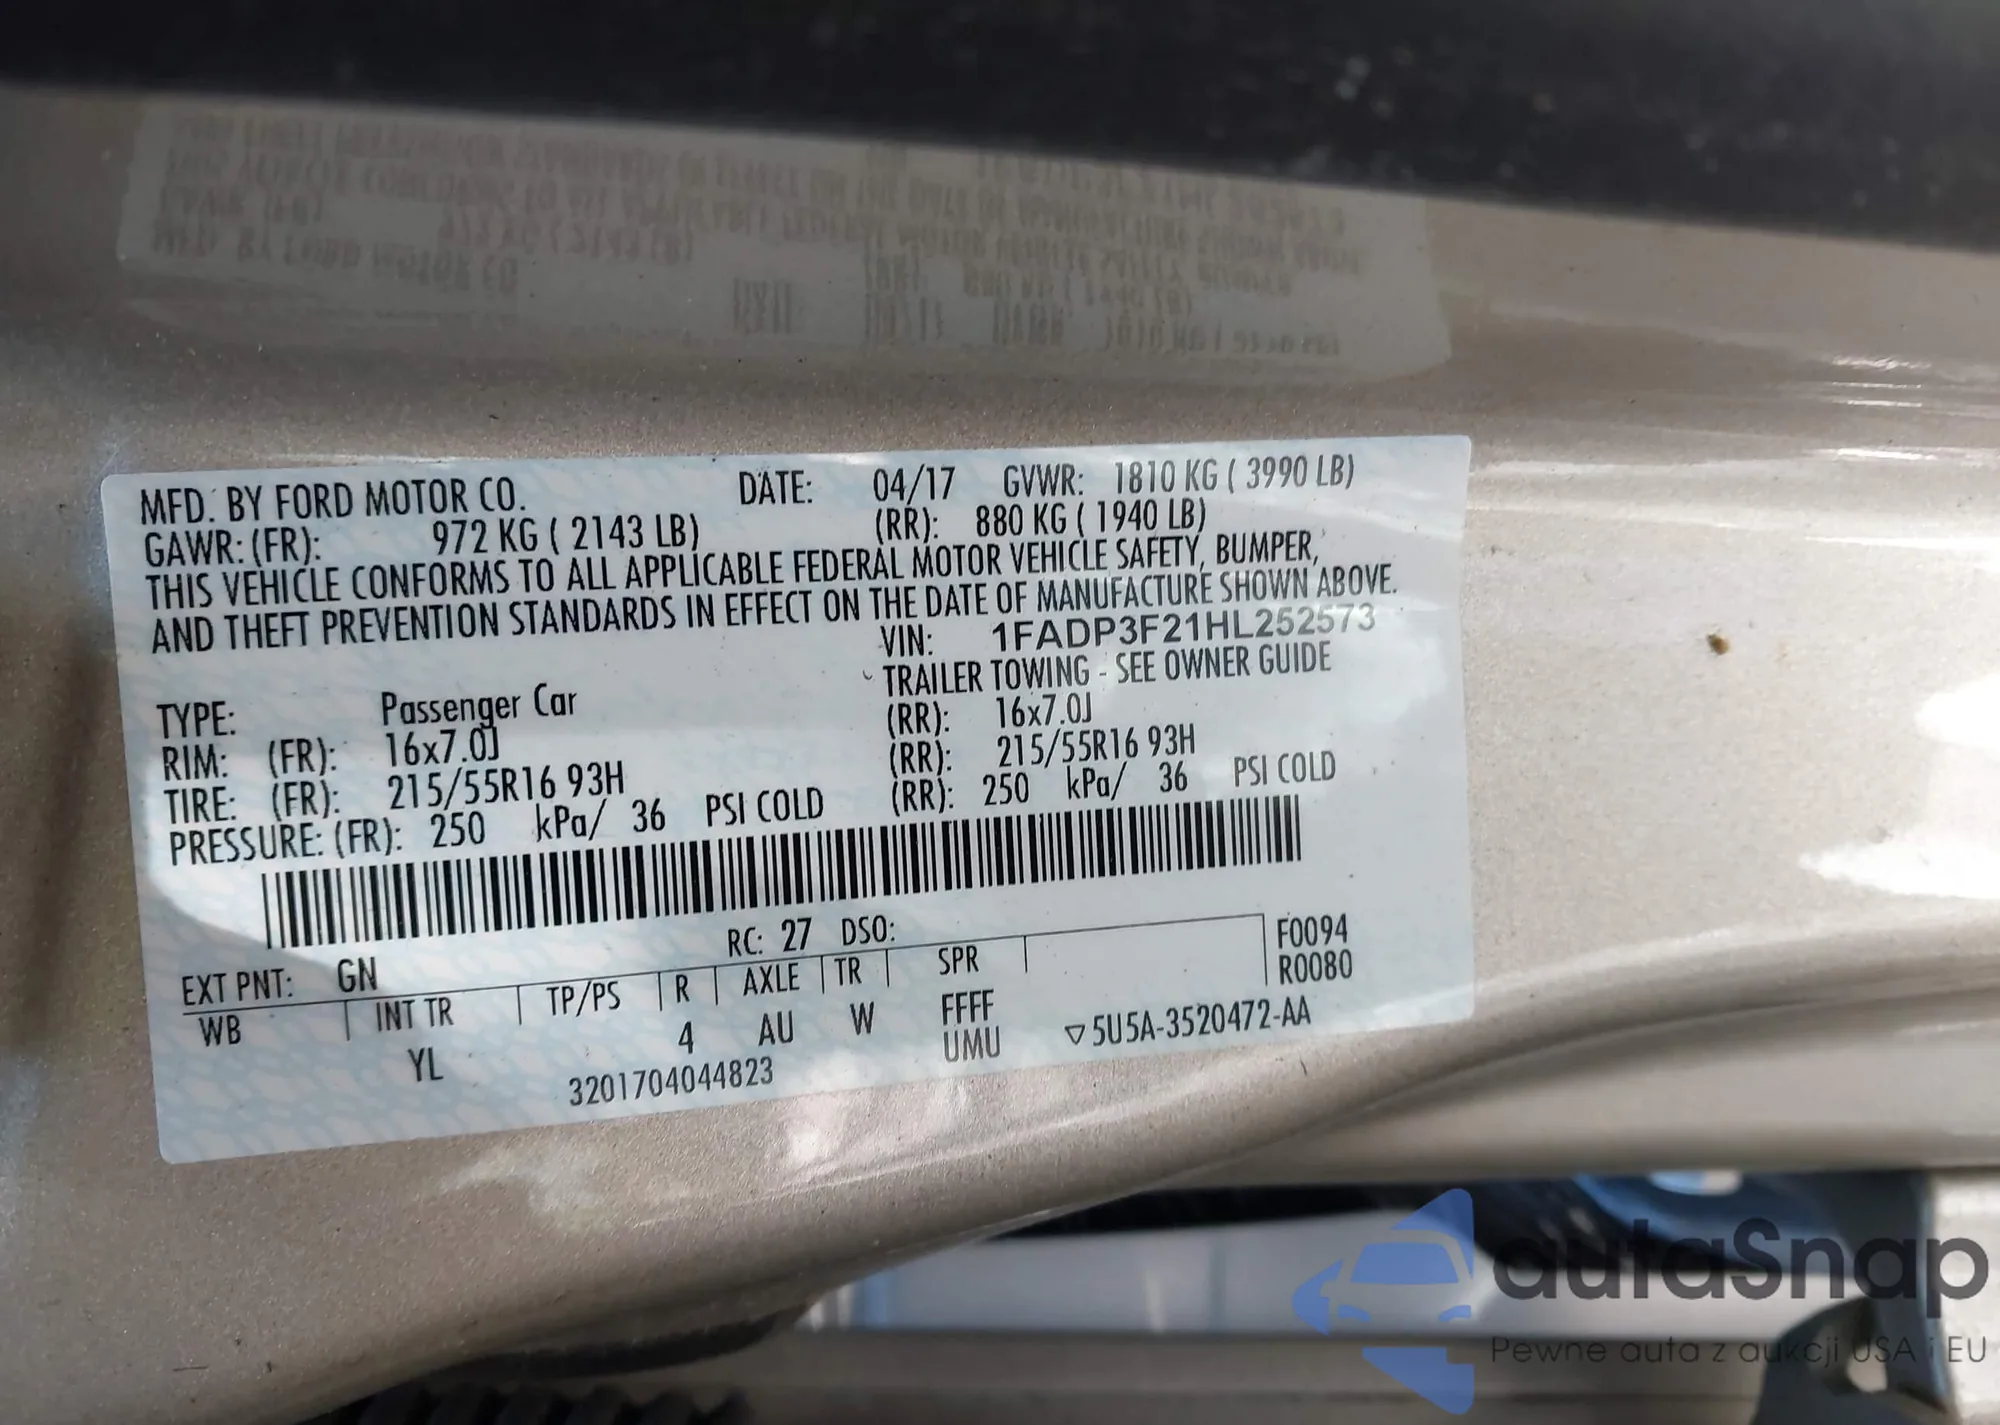 MFD. BY FORD MOTOR CO. DATE: 04/17 GVWR: 1810 KG ( 3990 LB)
GAWR: (FR): 972 KG ( 2143 LB) (RR): 880 KG ( 1940 LB)
THIS VEHICLE CONFORMS TO ALL APPLICABLE FEDERAL MOTOR VEHICLE SAFETY, BUMPER,
AND THEFT PREVENTION STANDARDS IN EFFECT ON THE DATE OF MANUFACTURE SHOWN ABOVE.
VIN: 1FADP3F21HL252573
TRAILER TOWING - SEE OWNER GUIDE
TYPE: Passenger Car
RIM: (FR): 16x7.0J (RR): 16x7.0J
TIRE: (FR): 215/55R16 93H (RR): 215/55R16 93H
PRESSURE: (FR): 250 kPa/ 36 PSI COLD (RR): 250 kPa/ 36 PSI COLD
RC: 27 DSO:
F0094
R0080
EXT PNT: GN
WB INT TR TP/PS R AXLE TR SPR
YL 4 AU W FFFF
UMU
▽5U5A-3520472-AA
3201704044823
autaSnap
Pewne auta z aukcji USA i EU